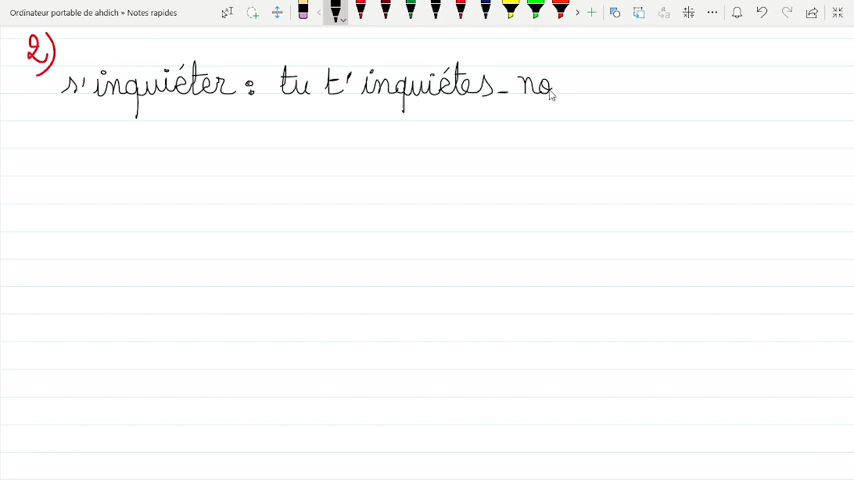 Ordinateur portable de ahdich » Notes rapides
2)
s'inquiéter : tu t'inquiétes - no